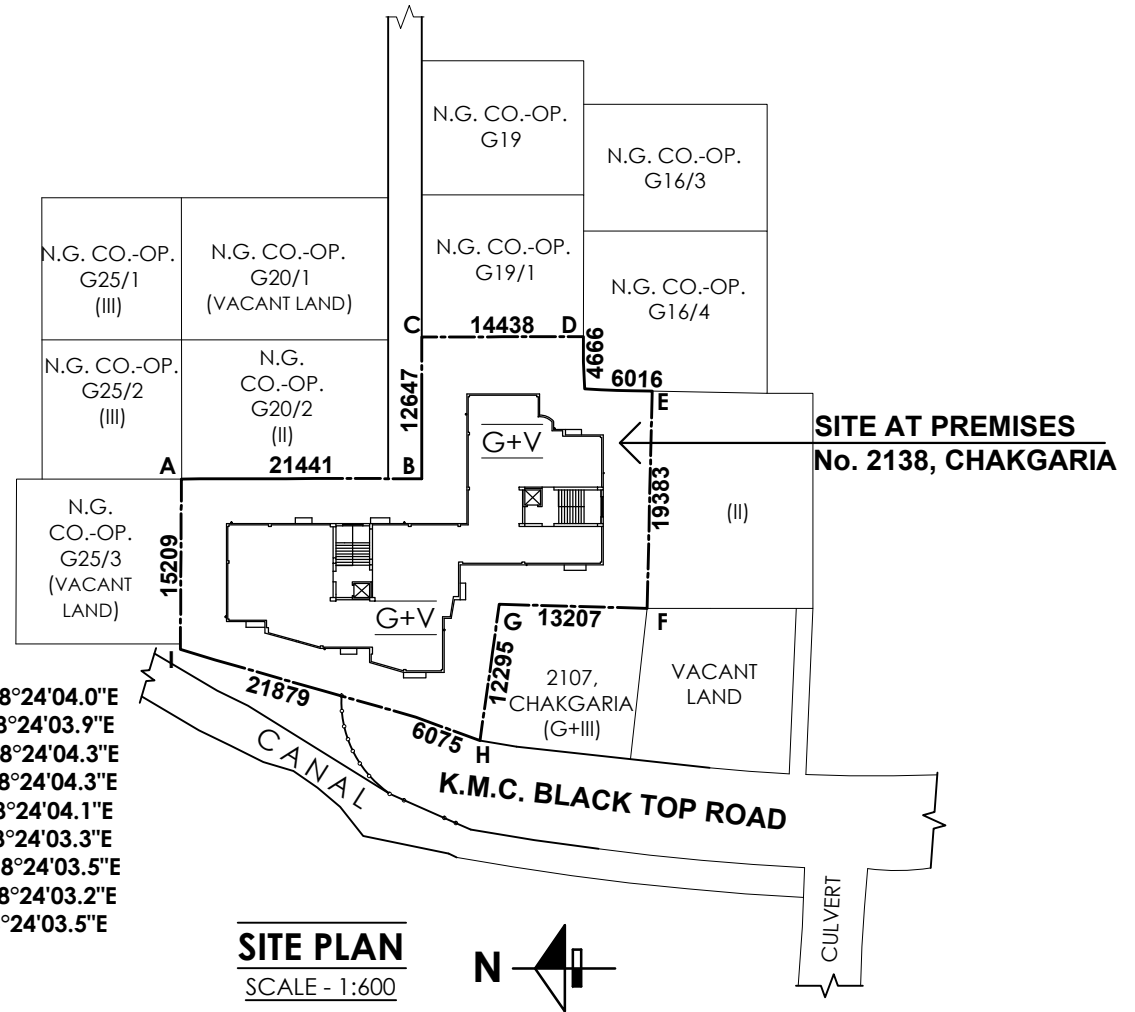 N.G. CO.-OP.
G19
N.G. CO.-OP.
G16/3
N.G. CO.-OP.
G25/1
(III)
N.G. CO.-OP.
G20/1
(VACANT LAND)
N.G. CO.-OP.
G19/1
N.G. CO.-OP.
G16/4
C
14438
D
4666
6016
E
N.G. CO.-OP.
G25/2
(III)
N.G.
CO.-OP.
G20/2
(II)
12647
A
21441
B
G+V
SITE AT PREMISES
No. 2138, CHAKGARIA
19383
(II)
N.G.
CO.-OP.
G25/3
(VACANT
LAND)
15209
G+V
G
13207
F
12295
2107,
CHAKGARIA
(G+III)
VACANT
LAND
I
21879
6075
H
8°24'04.0"E
8°24'03.9"E
8°24'04.3"E
8°24'04.3"E
8°24'04.1"E
8°24'03.3"E
8°24'03.5"E
8°24'03.2"E
°24'03.5"E
CANAL
K.M.C. BLACK TOP ROAD
CULVERT
SITE PLAN
SCALE - 1:600
N